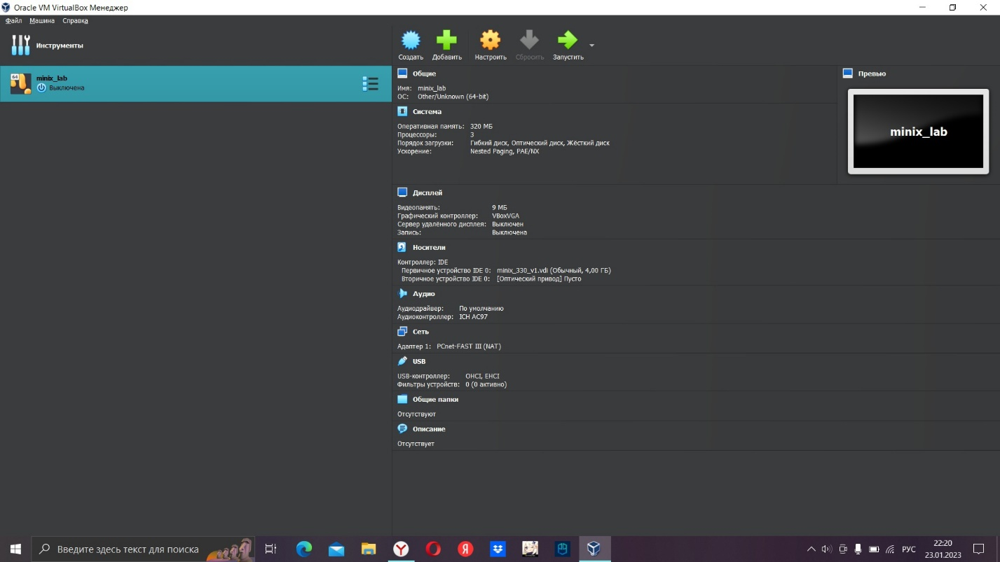 Oracle VM VirtualBox Менеджер
Файл Машина Справка
Инструменты
Создать Добавить Настроить Сбросить Запустить
64
minix_lab
Выключена
Общие
Имя: minix_lab
ОС: Other/Unknown (64-bit)
Система
Оперативная память: 320 МБ
Процессоры: 3
Порядок загрузки: Гибкий диск, Оптический диск, Жёсткий диск
Ускорение: Nested Paging, PAE/NX
Превью
minix_lab
Дисплей
Видеопамять: 9 МБ
Графический контроллер: VBoxVGA
Сервер удалённого дисплея: Выключен
Запись: Выключена
Носители
Контроллер: IDE
Первичное устройство IDE 0: minix_330_v1.vdi (Обычный, 4,00 ГБ)
Вторичное устройство IDE 0: [Оптический привод] Пусто
Аудио
Аудиодрайвер: По умолчанию
Аудиоконтроллер: ICH AC97
Сеть
Адаптер 1: PCnet-FAST III (NAT)
USB
USB-контроллер: OHCI, EHCI
Фильтры устройств: 0 (0 активно)
Общие папки
Отсутствуют
Описание
Отсутствует
Введите здесь текст для поиска
Я
РУС
22:20
23.01.2023